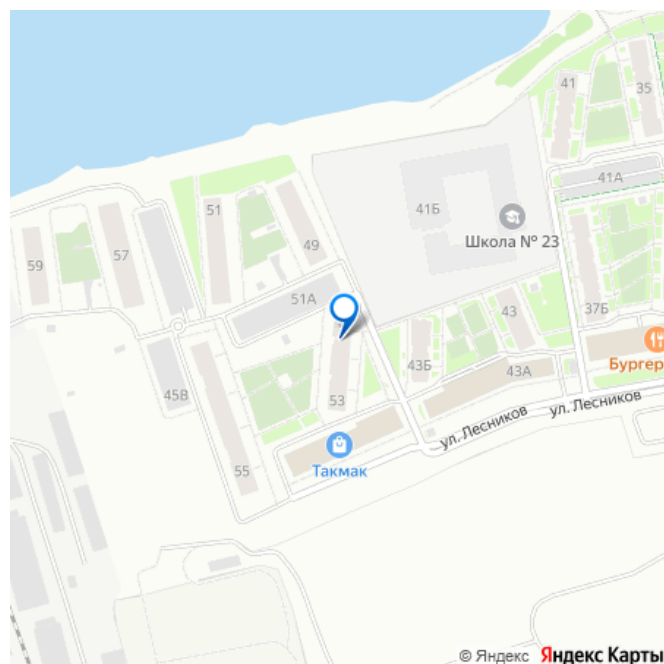 41
35
41А
41Б
Школа № 23
51
49
57
59
51А
43
37Б
Бургер
43Б
43А
45В
53
ул. Лесников
ул. Лесников
55
Такмак
© Яндекс Яндекс Карты